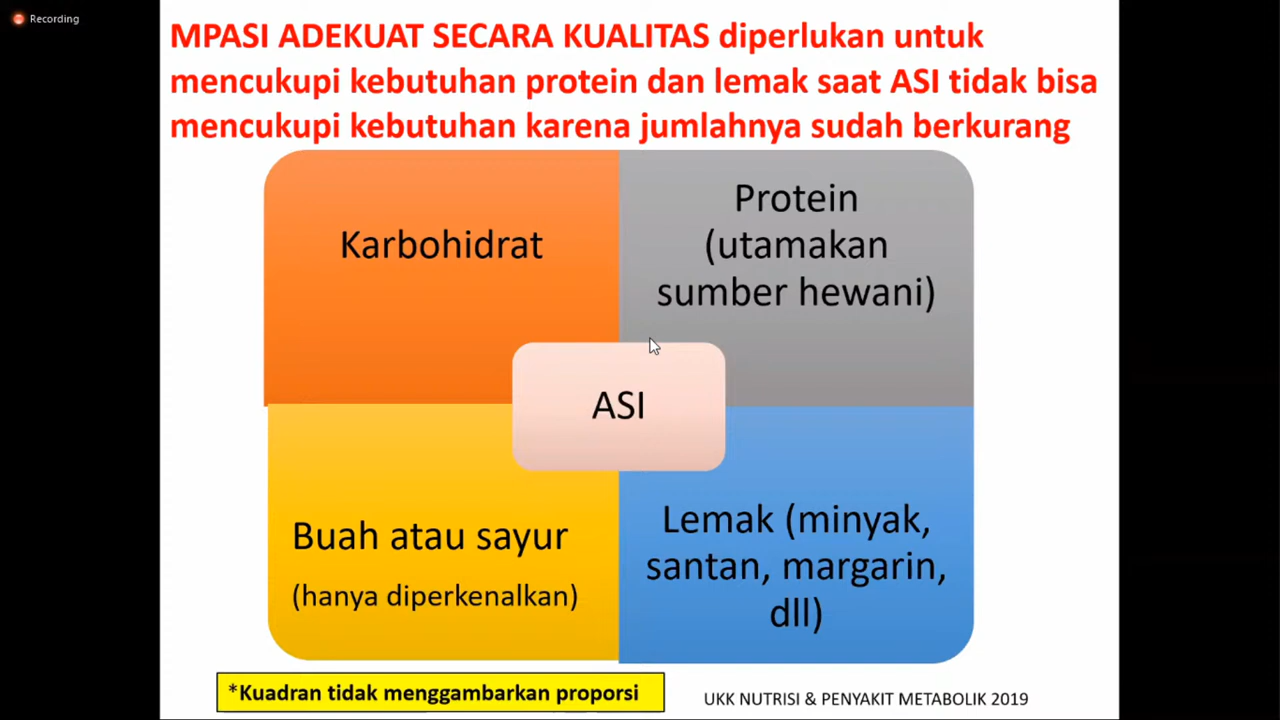 Recording
MPASI ADEKUAT SECARA KUALITAS diperlukan untuk
mencukupi kebutuhan protein dan lemak saat ASI tidak bisa
mencukupi kebutuhan karena jumlahnya sudah berkurang
Karbohidrat
Protein
(utamakan
sumber hewani)
ASI
Buah atau sayur
(hanya diperkenalkan)
Lemak (minyak,
santan, margarin,
dll)
*Kuadran tidak menggambarkan proporsi
UKK NUTRISI & PENYAKIT METABOLIK 2019